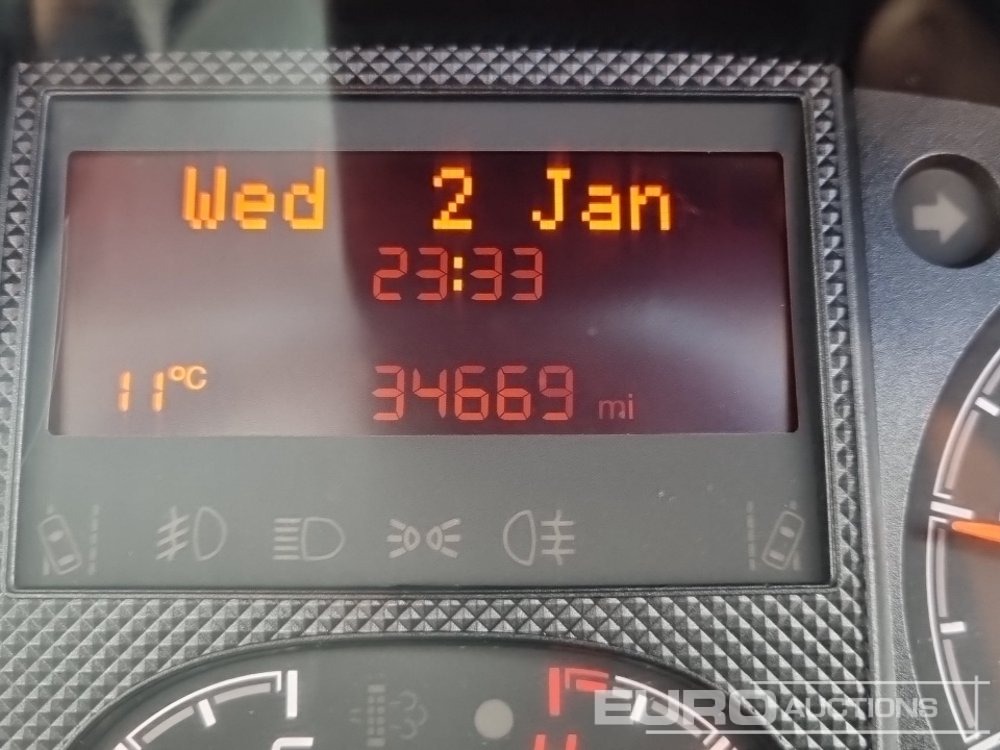 Wed 2 Jan
23:33
11°C 34669 mi
EURO AUCTIONS